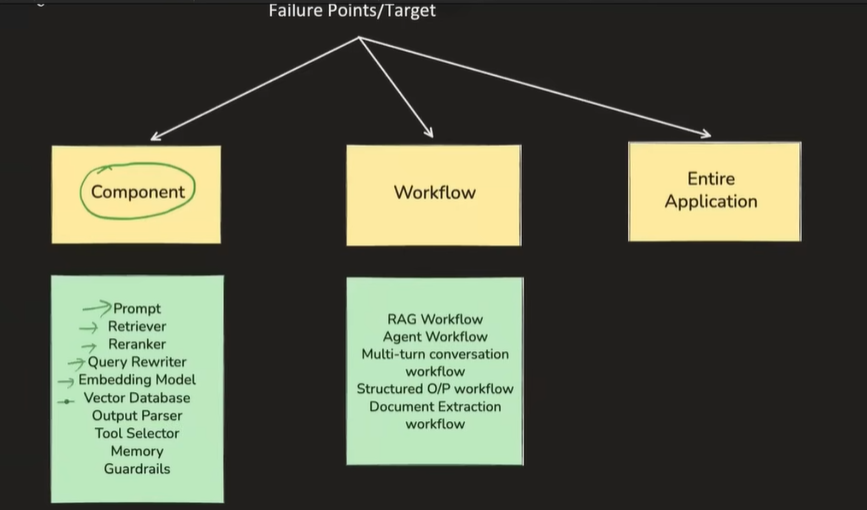 Failure Points/Target
Component
Workflow
Entire
Application
Prompt
Retriever
Reranker
Query Rewriter
Embedding Model
Vector Database
Output Parser
Tool Selector
Memory
Guardrails
RAG Workflow
Agent Workflow
Multi-turn conversation
workflow
Structured O/P workflow
Document Extraction
workflow